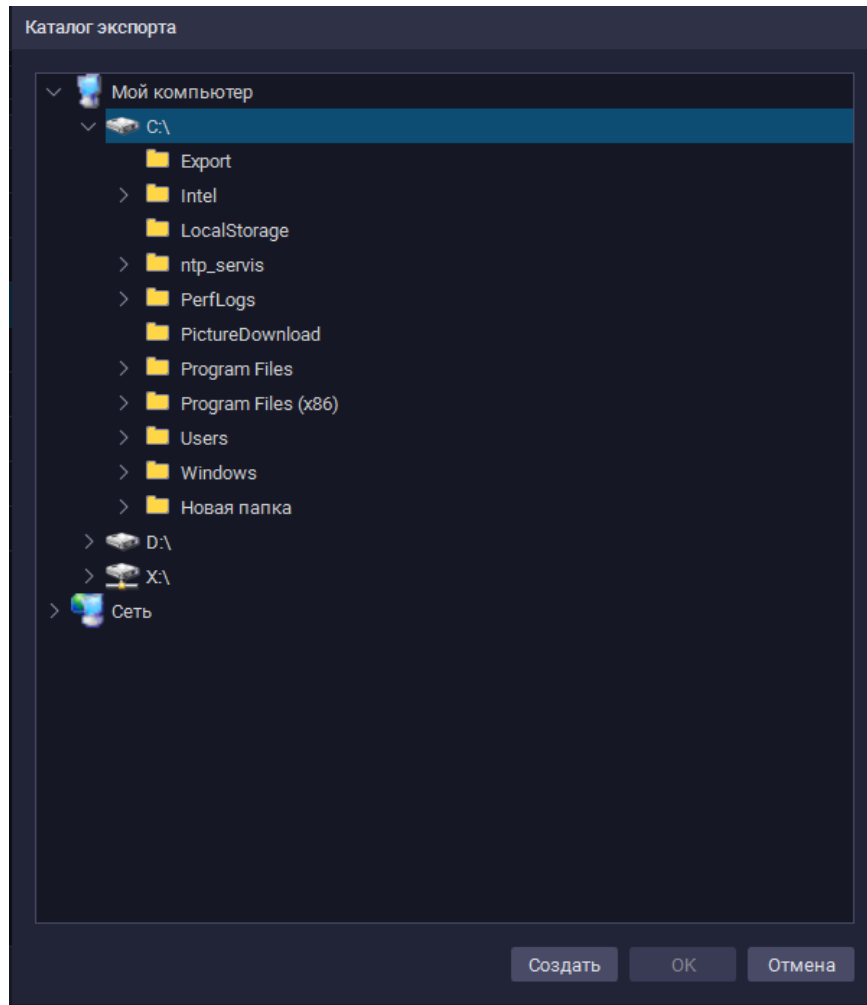 Каталог экспорта
Мой компьютер
C:\
Export
Intel
LocalStorage
ntp_servis
PerfLogs
PictureDownload
Program Files
Program Files (x86)
Users
Windows
Новая папка
D:\
X:\
Сеть
Создать
OK
Отмена